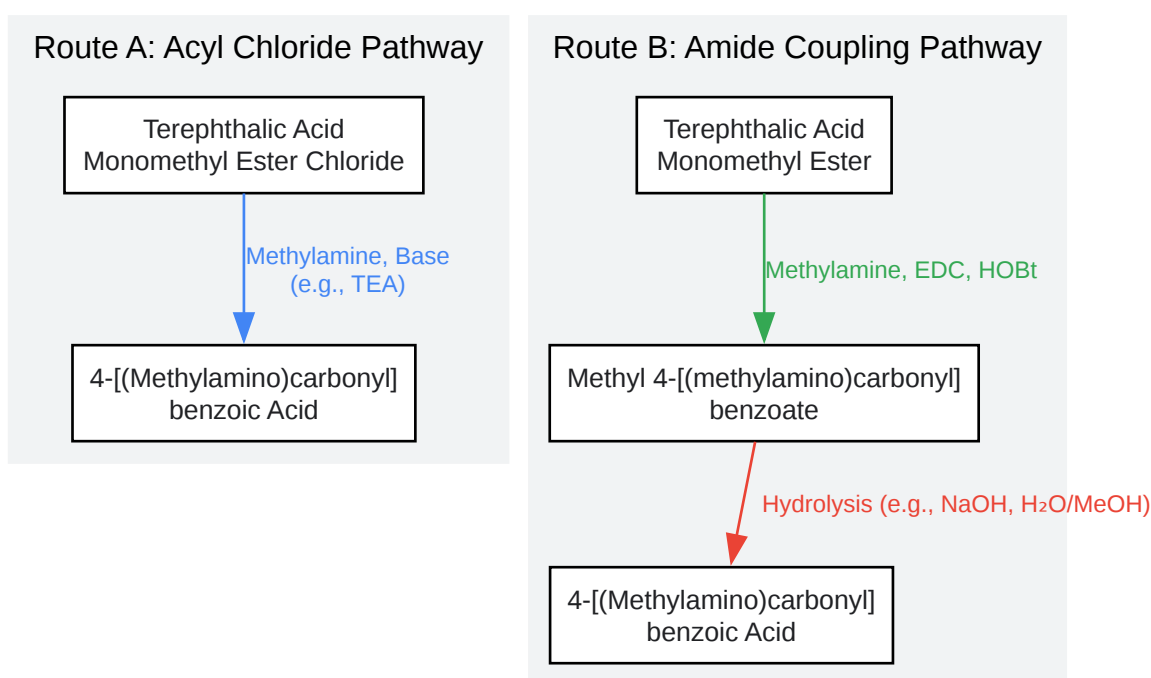 Route A: Acyl Chloride Pathway
Terephthalic Acid
Monomethyl Ester Chloride
Methylamine, Base
(e.g., TEA)
4-[(Methylamino)carbonyl]
benzoic Acid
Route B: Amide Coupling Pathway
Terephthalic Acid
Monomethyl Ester
Methylamine, EDC, HOBt
Methyl 4-[(methylamino)carbonyl]
benzoate
Hydrolysis (e.g., NaOH, H₂O/MeOH)
4-[(Methylamino)carbonyl]
benzoic Acid